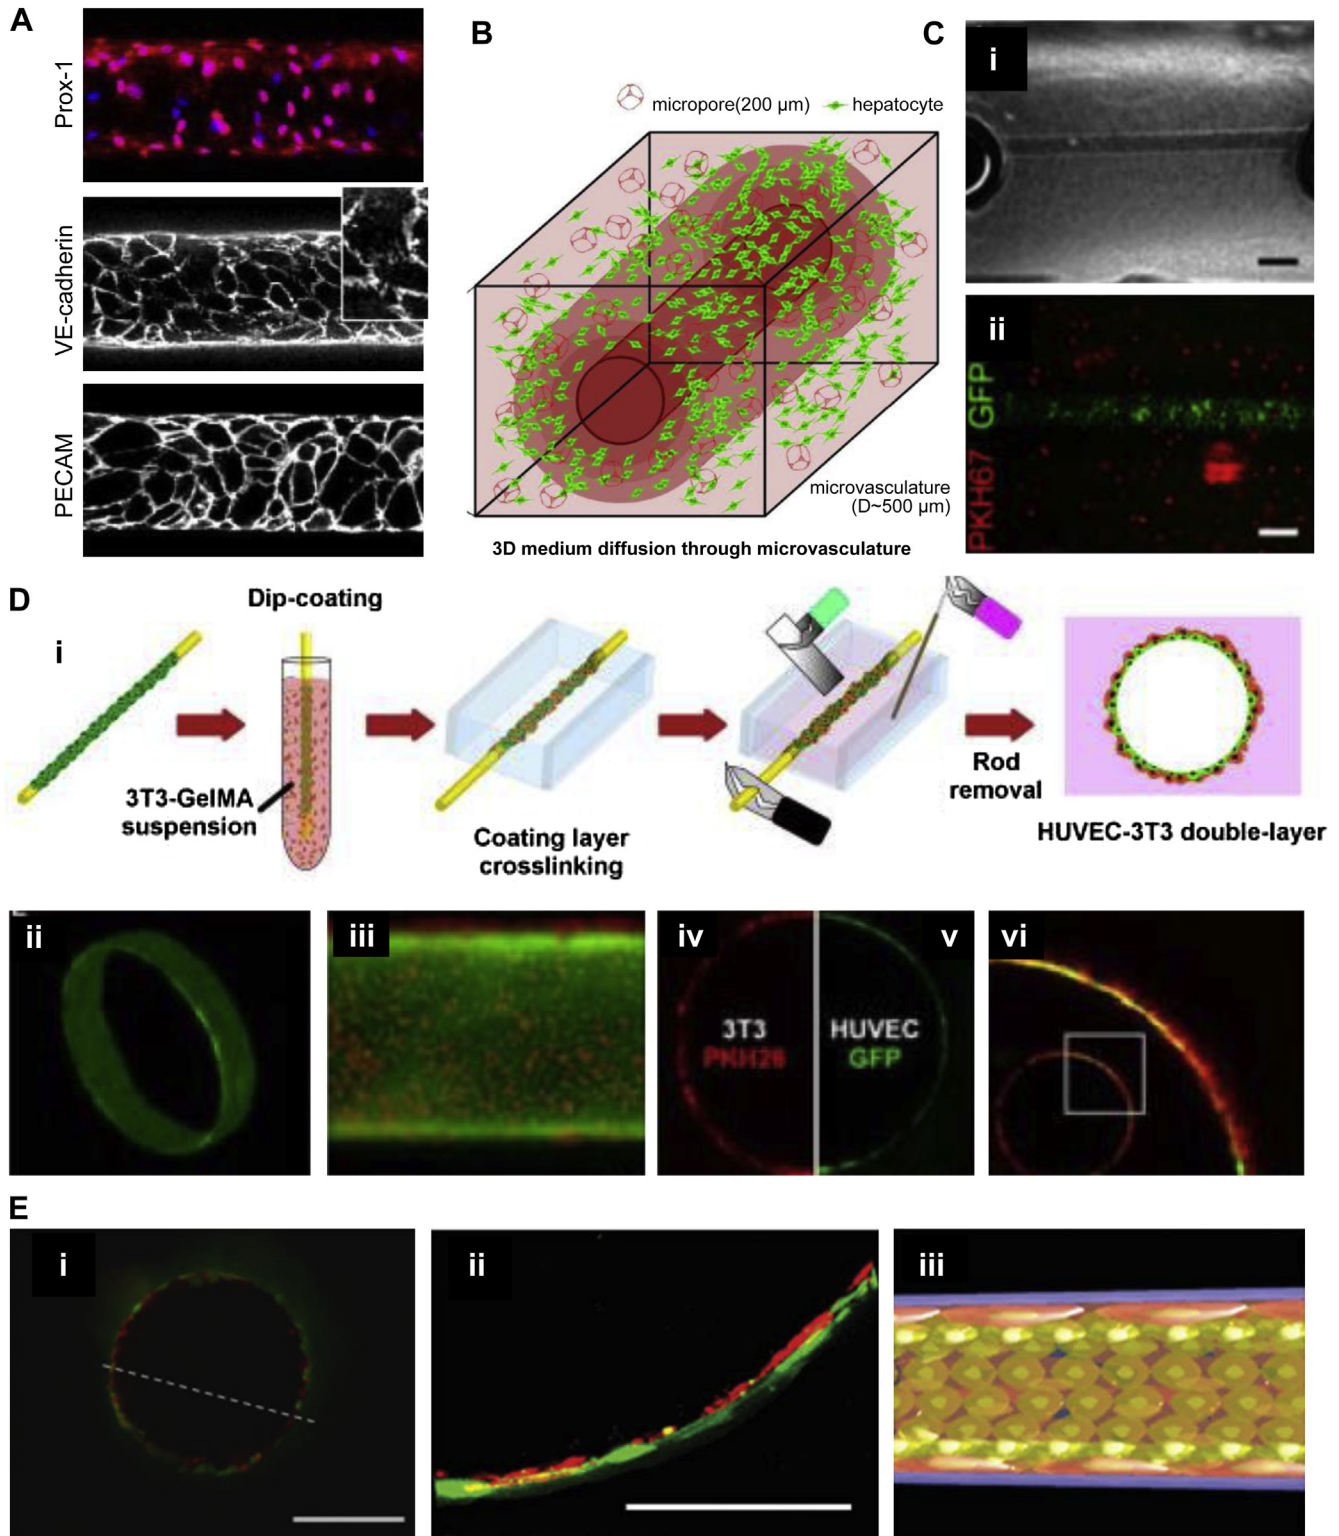 A
Prox-1
VE-cadherin
PECAM
B
micropore(200 µm)
hepatocyte
microvasculature
(D~500 µm)
3D medium diffusion through microvasculature
C
i
ii
PKH67 GFP
D
i
Dip-coating
3T3-GelMA
suspension
Coating layer
crosslinking
Rod
removal
HUVEC-3T3 double-layer
ii
iii
iv
v
vi
3T3
PKH26
HUVEC
GFP
E
i
ii
iii